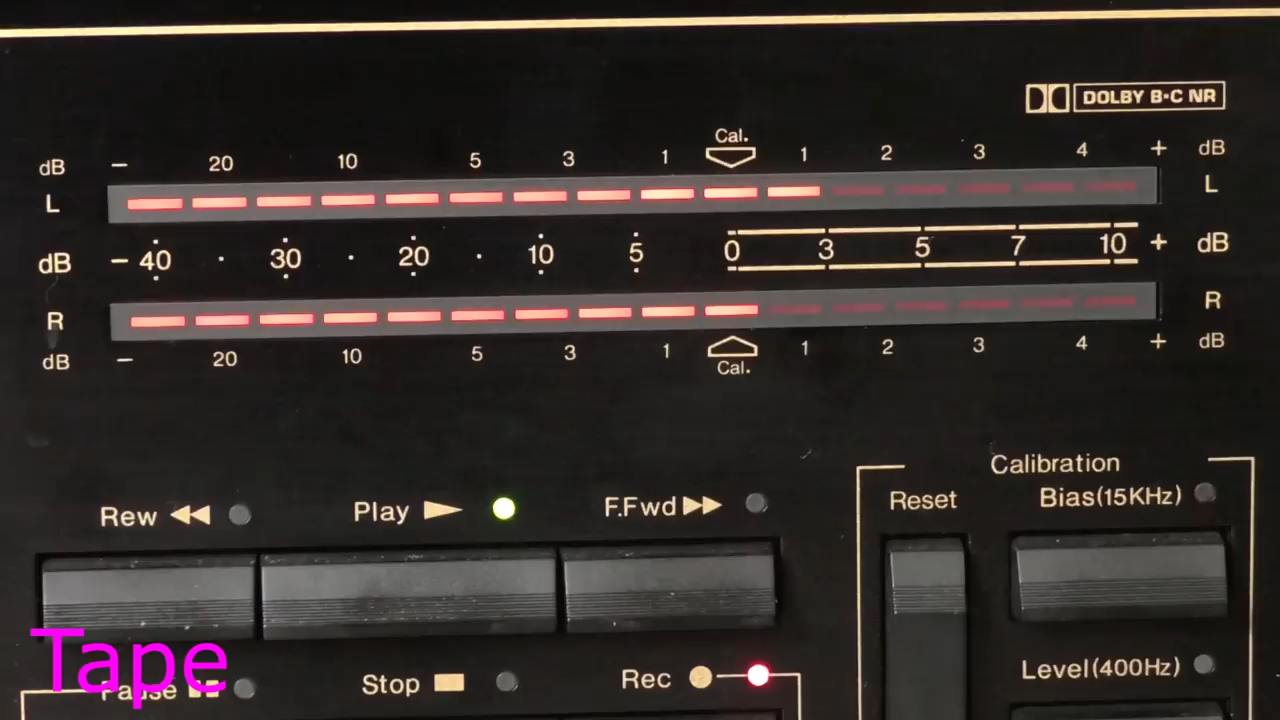 DOLBY B·C NR
Cal.
dB − 20 10 5 3 1 1 2 3 4 + dB
L L
dB − 40 · 30 · 20 · 10 5 0 3 5 7 10 + dB
R R
dB − 20 10 5 3 1 1 2 3 4 + dB
Cal.
Calibration
Rew Play F.Fwd Reset Bias(15KHz)
Tape
Pause Stop Rec Level(400Hz)